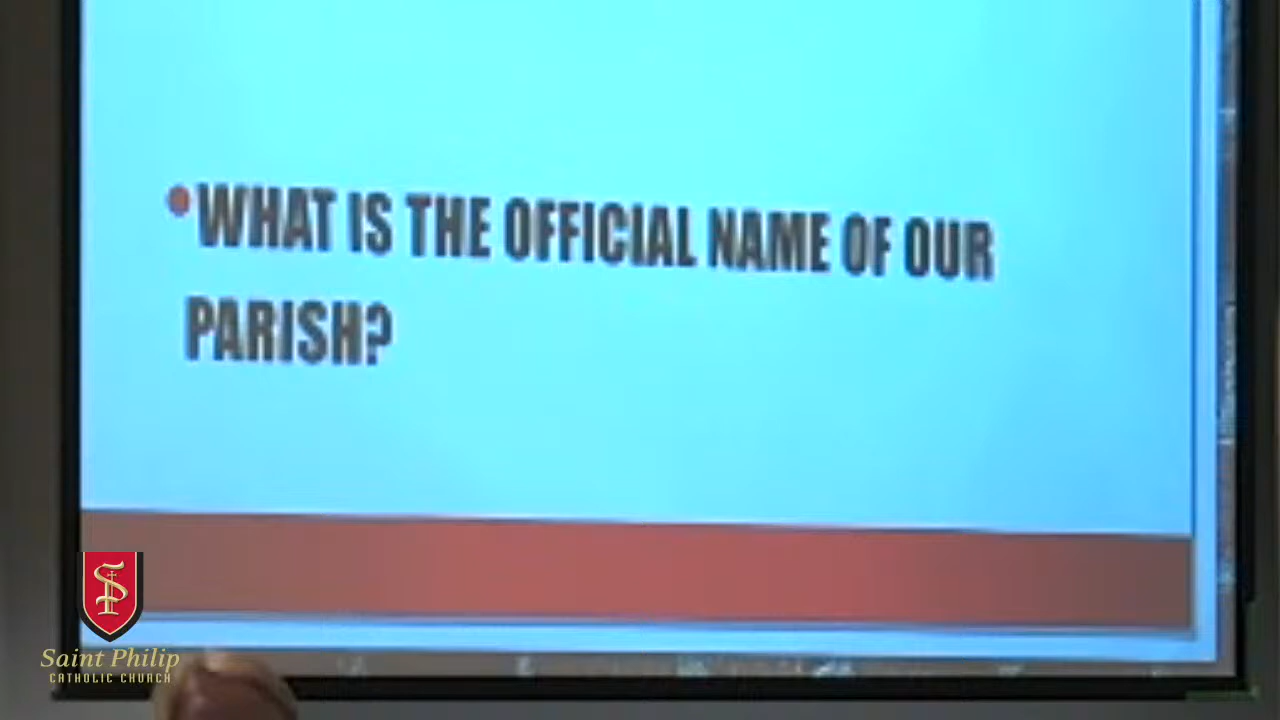 •WHAT IS THE OFFICIAL NAME OF OUR
PARISH?
Saint Philip
CATHOLIC CHURCH